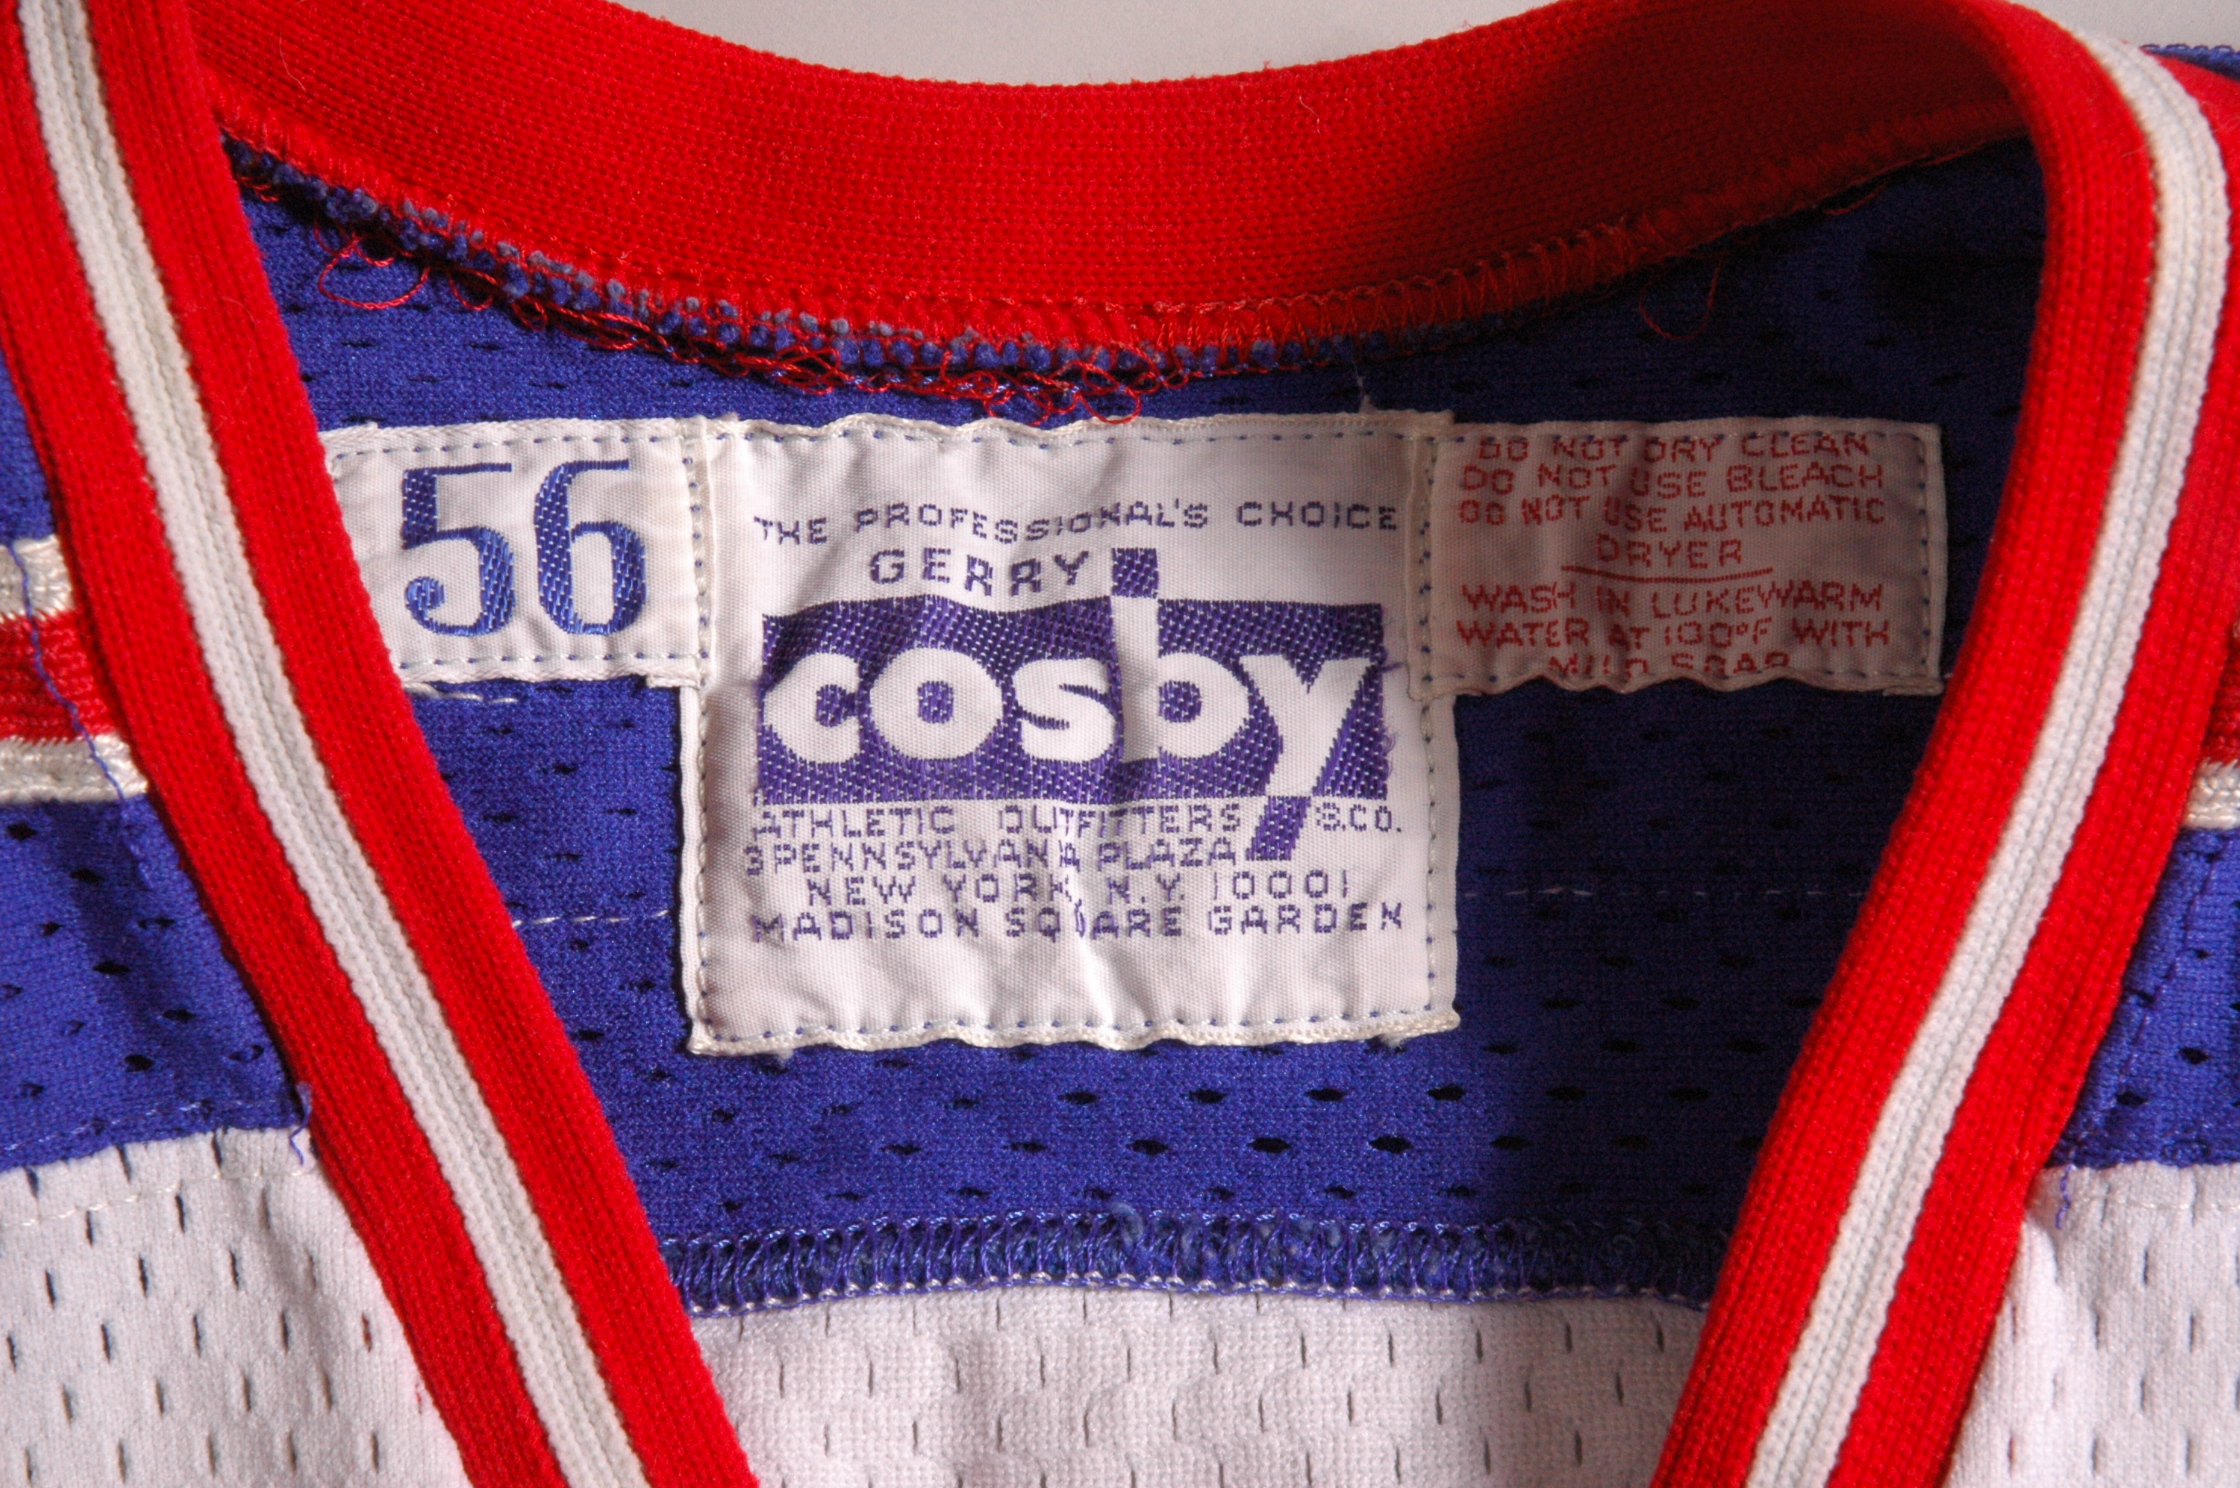 56
THE PROFESSIONAL'S CHOICE
GERRY
cosby
ATHLETIC OUTFITTERS & CO.
3 PENNSYLVANIA PLAZA
NEW YORK, N.Y. 10001
MADISON SQUARE GARDEN
DO NOT DRY CLEAN
DO NOT USE BLEACH
DO NOT USE AUTOMATIC
DRYER
WASH IN LUKEWARM
WATER AT 100°F WITH
MILD SOAP